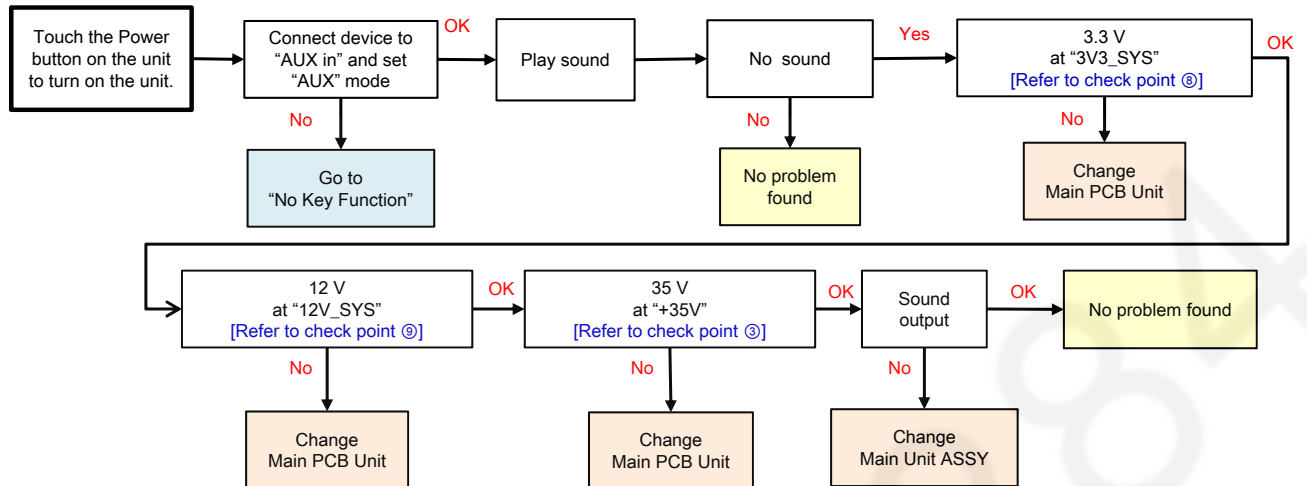 Touch the Power
button on the unit
to turn on the unit.
Connect device to
“AUX in” and set
“AUX” mode
OK
Play sound
No sound
Yes
3.3 V
at “3V3_SYS”
[Refer to check point ⑧]
OK
No
Go to
“No Key Function”
No
No problem
found
No
Change
Main PCB Unit
12 V
at “12V_SYS”
[Refer to check point ⑨]
OK
35 V
at “+35V”
[Refer to check point ③]
OK
Sound
output
OK
No problem found
No
Change
Main PCB Unit
No
Change
Main PCB Unit
No
Change
Main Unit ASSY
84